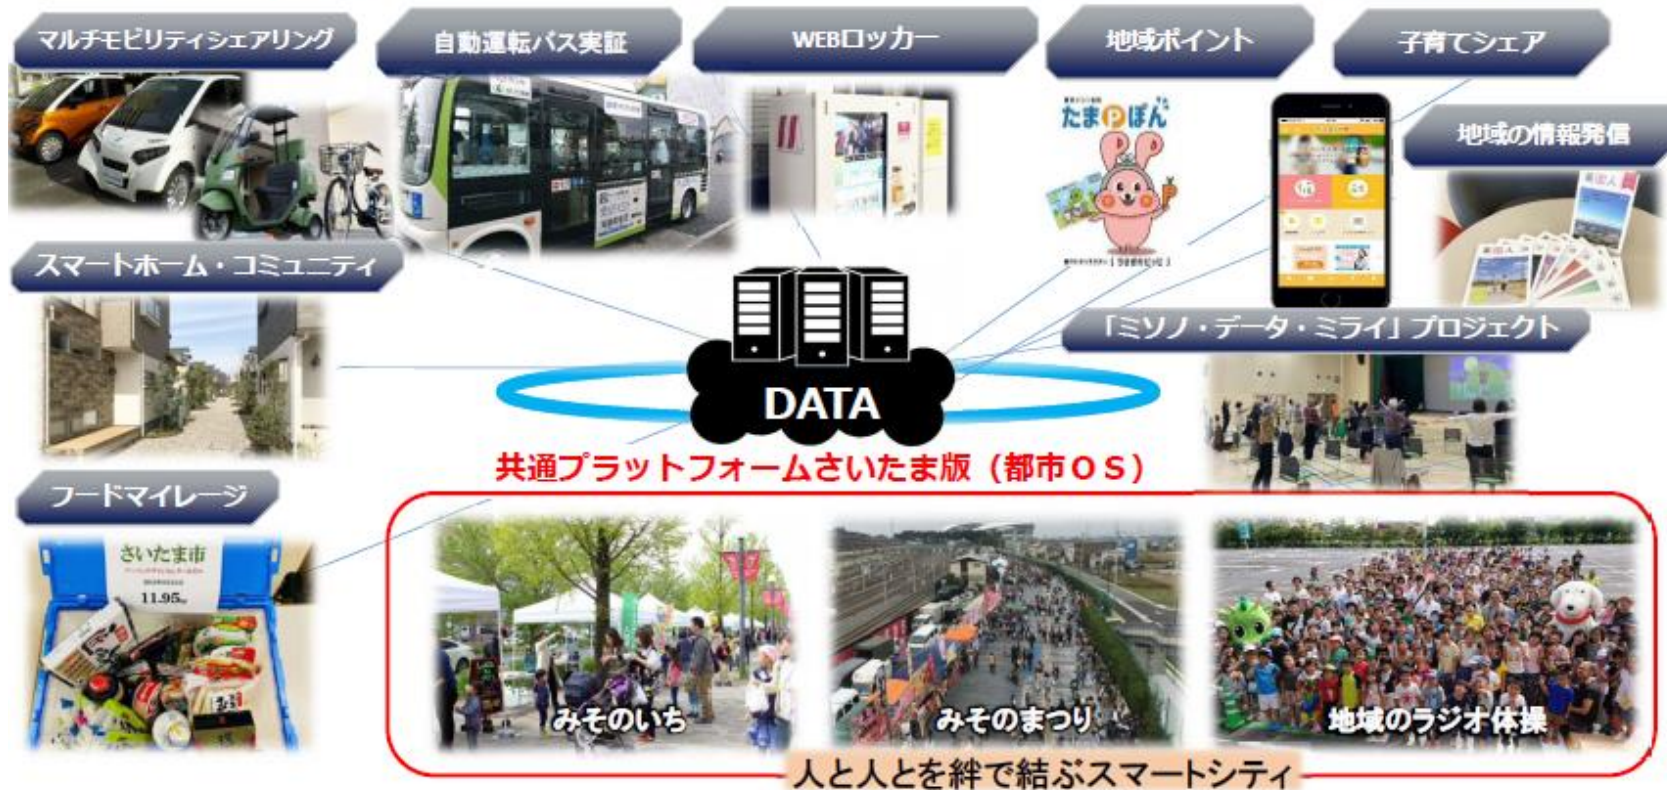 マルチモビリティシェアリング
自動運転バス実証
WEBロッカー
地域ポイント
子育てシェア
たまPぽん
地域の情報発信
スマートホーム・コミュニティ
「ミソノ・データ・ミライ」プロジェクト
DATA
共通プラットフォームさいたま版（都市OS）
フードマイレージ
さいたま市
11.95
みそのいち
みそのまつり
地域のラジオ体操
人と人とを絆で結ぶスマートシティ